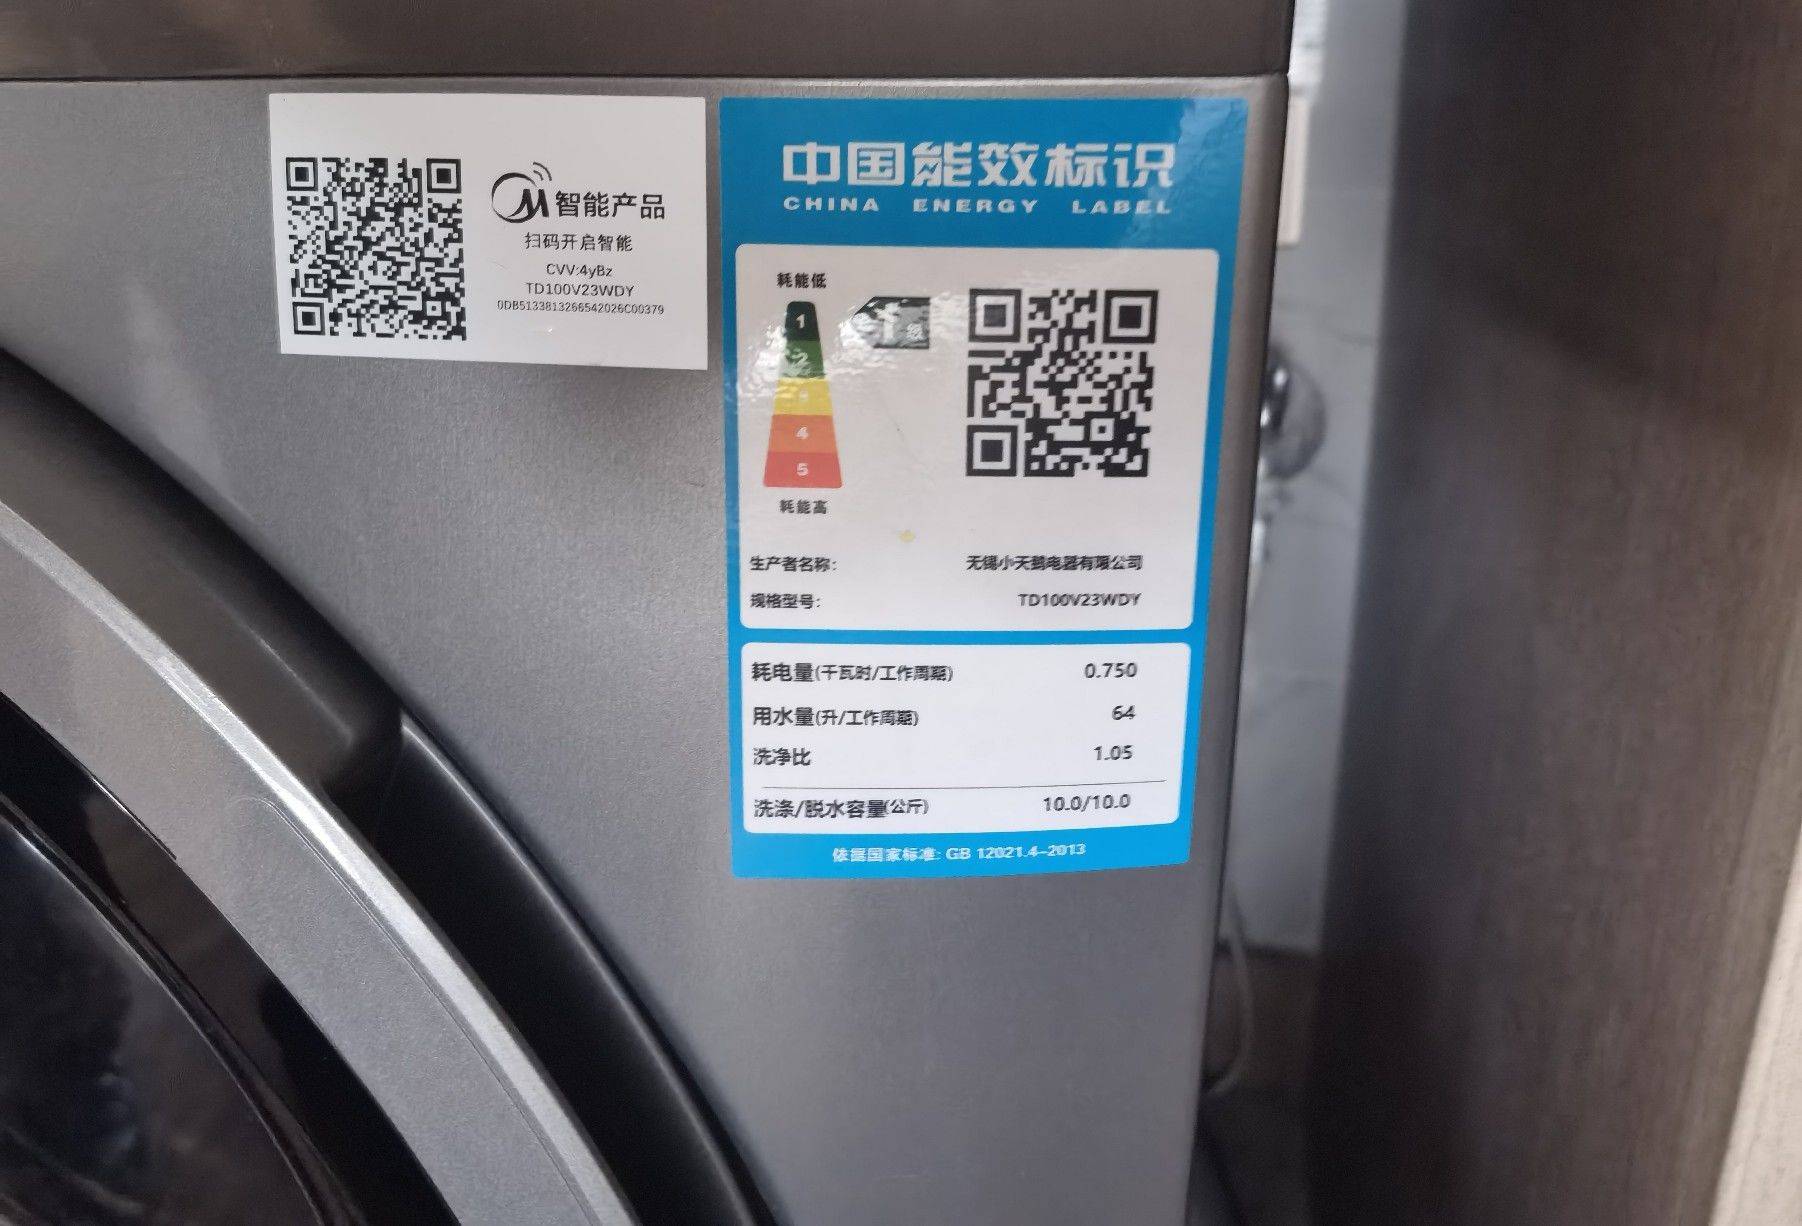 智能产品
扫码开启智能
CVV:4yBz
TD100V23WDY
0DB5133813266542026C00379
中国能效标识
CHINA ENERGY LABEL
耗能低
1
1级
2
3
4
5
耗能高
生产者名称: 无锡小天鹅电器有限公司
规格型号: TD100V23WDY
耗电量(千瓦时/工作周期) 0.750
用水量(升/工作周期) 64
洗净比 1.05
洗涤/脱水容量(公斤) 10.0/10.0
依据国家标准: GB 12021.4-2013